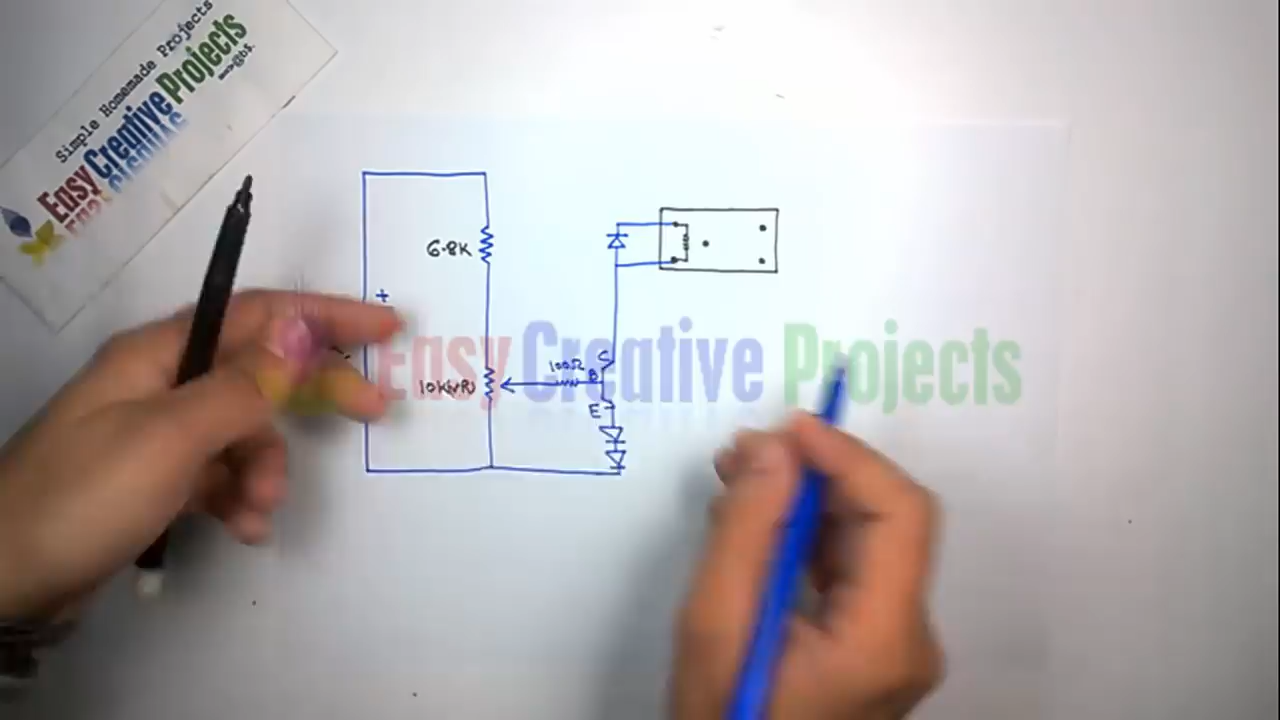 Simple Homemade Projects
Easy Creative Projects
6.8K
+
10K(VR)
100Ω
C
B
E
Easy Creative Projects